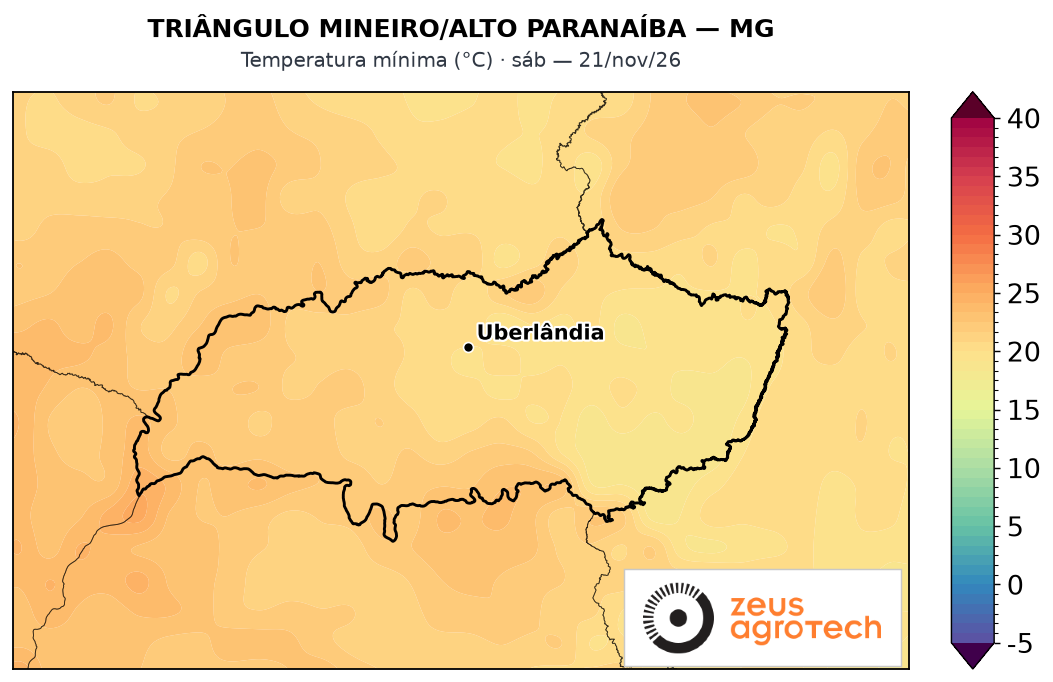 TRIÂNGULO MINEIRO/ALTO PARANAÍBA — MG
Temperatura mínima (°C) · sáb — 21/nov/26
Uberlândia
40
35
30
25
20
15
10
5
0
-5
zeus
agrotech